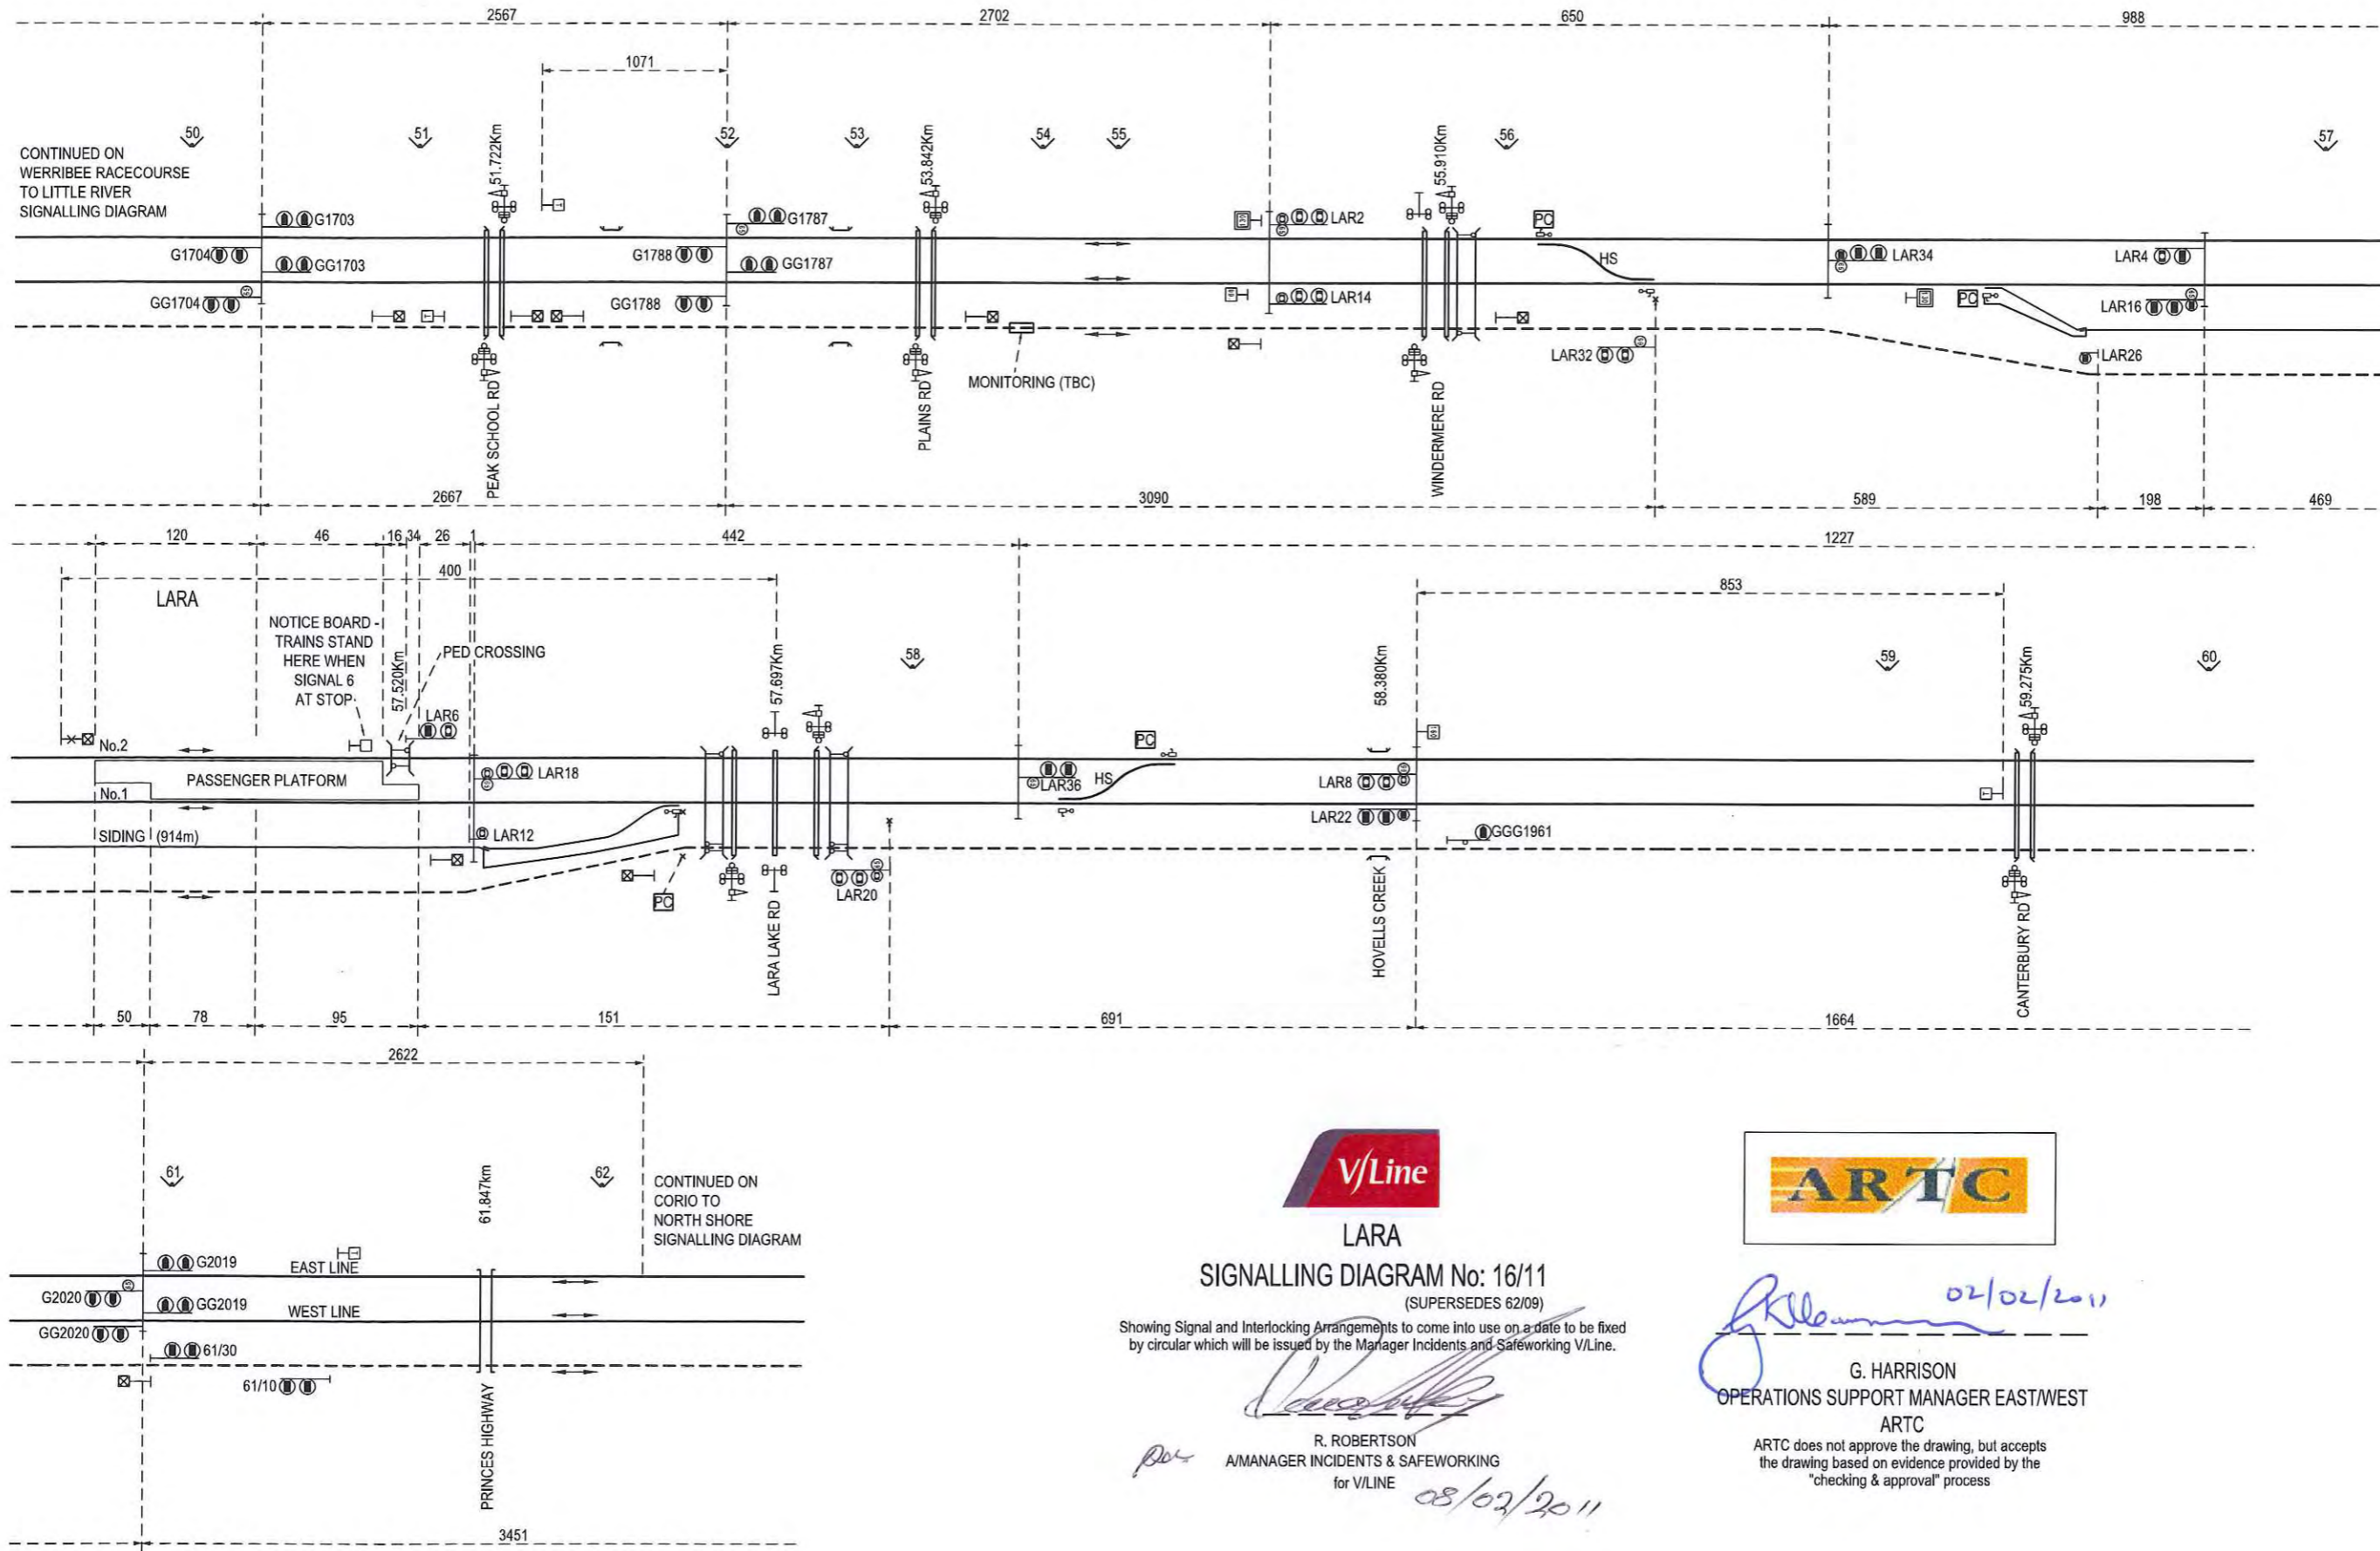 2567
2702
650
988
1071
50
51
51.722Km
52
53
53.842Km
54
55
55.910Km
56
57
CONTINUED ON
WERRIBEE RACECOURSE
TO LITTLE RIVER
SIGNALLING DIAGRAM
G1703
G1787
LAR2
PC
G1704
GG1703
G1788
GG1787
HS
LAR34
LAR4
GG1704
GG1788
LAR14
PC
LAR16
LAR32
LAR26
MONITORING (TBC)
PEAK SCHOOL RD
PLAINS RD
WINDERMERE RD
2667
3090
589
198
469
120
46
16
34
26
1
442
1227
400
853
LARA
NOTICE BOARD -
TRAINS STAND
HERE WHEN
SIGNAL 6
AT STOP
57.520Km
PED CROSSING
57.697Km
58
58.380Km
59
59.275Km
60
LAR6
No.2
PC
PASSENGER PLATFORM
LAR18
LAR36
HS
LAR8
No.1
LAR22
SIDING (914m)
LAR12
GGG1961
PC
LAR20
LARA LAKE RD
HOVELLS CREEK
CANTERBURY RD
50
78
95
151
691
1664
2622
61
61.847km
62
CONTINUED ON
CORIO TO
NORTH SHORE
SIGNALLING DIAGRAM
G2019
EAST LINE
G2020
GG2019
WEST LINE
GG2020
61/30
61/10
PRINCES HIGHWAY
3451
V/Line
LARA
SIGNALLING DIAGRAM No: 16/11
(SUPERSEDES 62/09)
Showing Signal and Interlocking Arrangements to come into use on a date to be fixed
by circular which will be issued by the Manager Incidents and Safeworking V/Line.
R. ROBERTSON
A/MANAGER INCIDENTS & SAFEWORKING
for V/LINE
08/02/2011
ARTC
02/02/2011
G. HARRISON
OPERATIONS SUPPORT MANAGER EAST/WEST
ARTC
ARTC does not approve the drawing, but accepts
the drawing based on evidence provided by the
"checking & approval" process